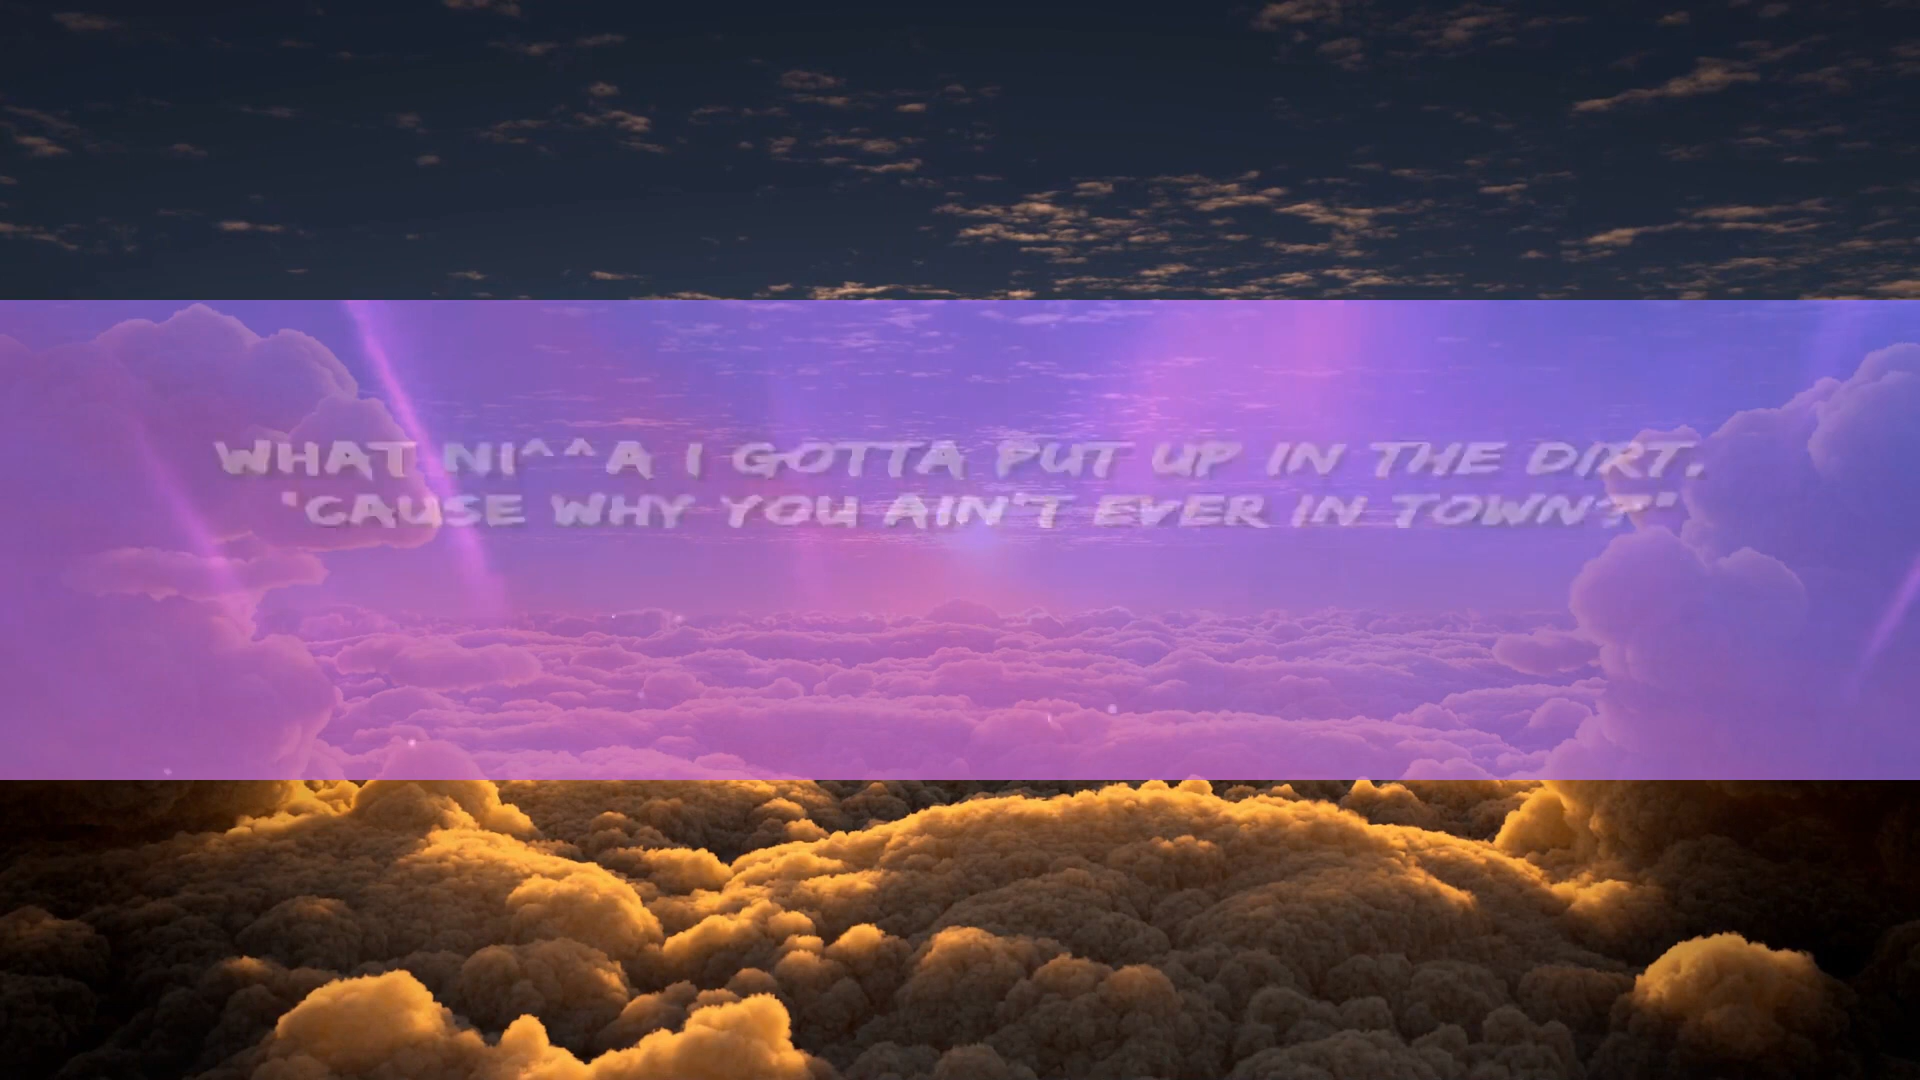 WHAT NI^^A I GOTTA PUT UP IN THE DIRT,
'CAUSE WHY YOU AIN'T EVER IN TOWN?"